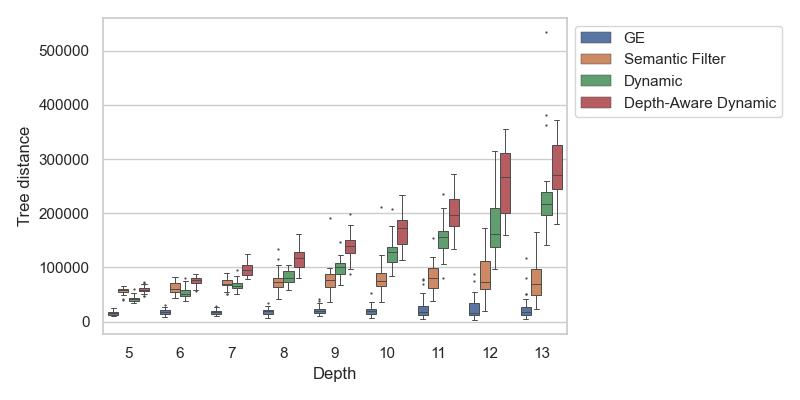 GE
Semantic Filter
Dynamic
Depth-Aware Dynamic
Tree distance
500000
400000
300000
200000
100000
0
5 6 7 8 9 10 11 12 13
Depth